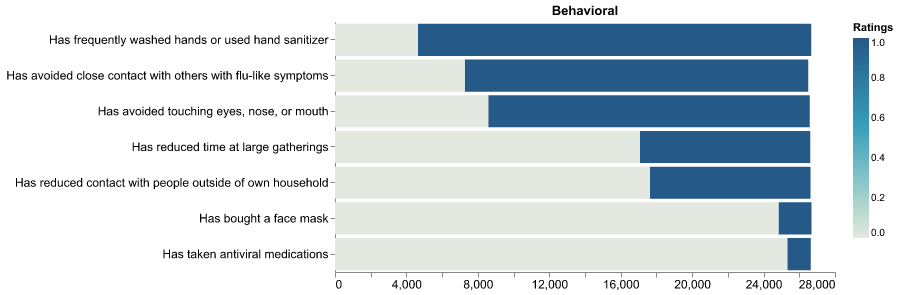 Behavioral
Has frequently washed hands or used hand sanitizer
Has avoided close contact with others with flu-like symptoms
Has avoided touching eyes, nose, or mouth
Has reduced time at large gatherings
Has reduced contact with people outside of own household
Has bought a face mask
Has taken antiviral medications
0 4,000 8,000 12,000 16,000 20,000 24,000 28,000
Ratings
1.0
0.8
0.6
0.4
0.2
0.0